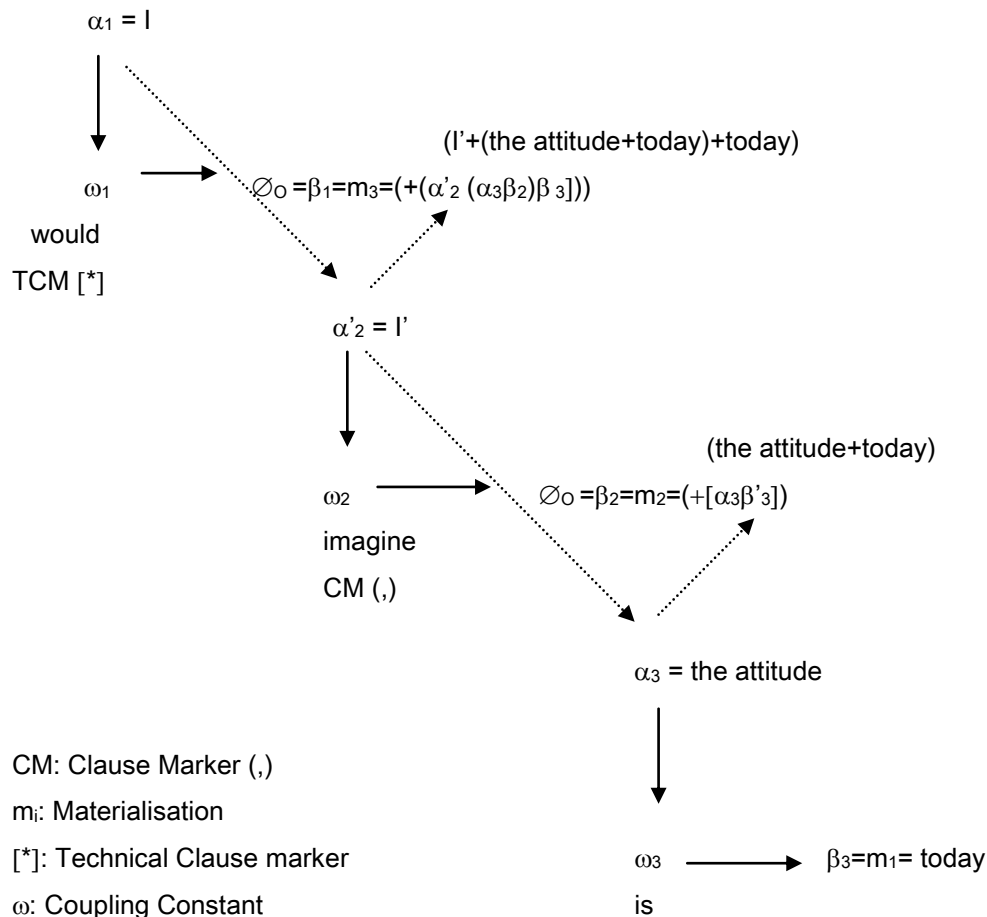 α1 = I
(I'+(the attitude+today)+today)
ω1
∅O =β1=m3=(+(α'2 (α3β2)β 3]))
would
TCM [*]
α'2 = I'
(the attitude+today)
ω2
∅O =β2=m2=(+[α3β'3])
imagine
CM (,)
α3 = the attitude
CM: Clause Marker (,)
mi: Materialisation
[*]: Technical Clause marker
ω3
β3=m1= today
ω: Coupling Constant
is